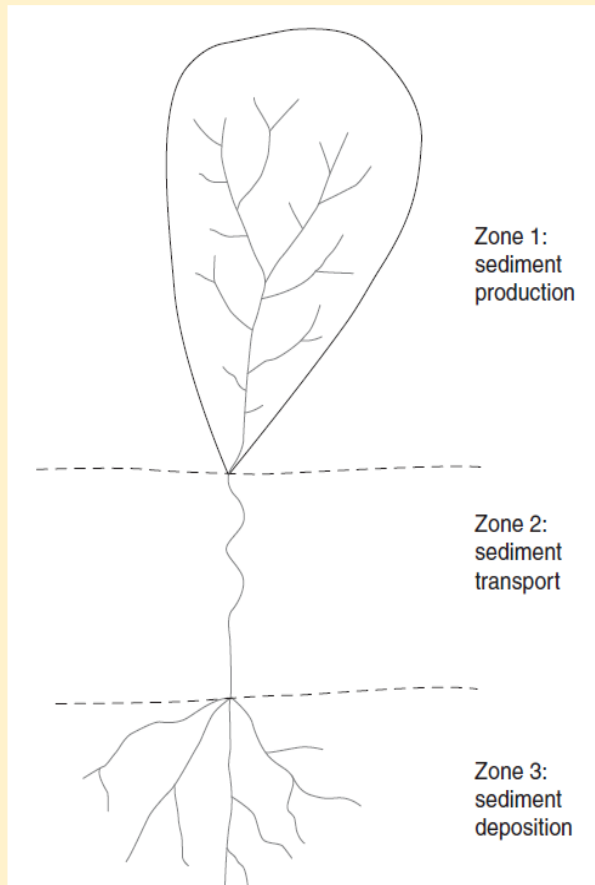 Zone 1:
sediment
production
Zone 2:
sediment
transport
Zone 3:
sediment
deposition